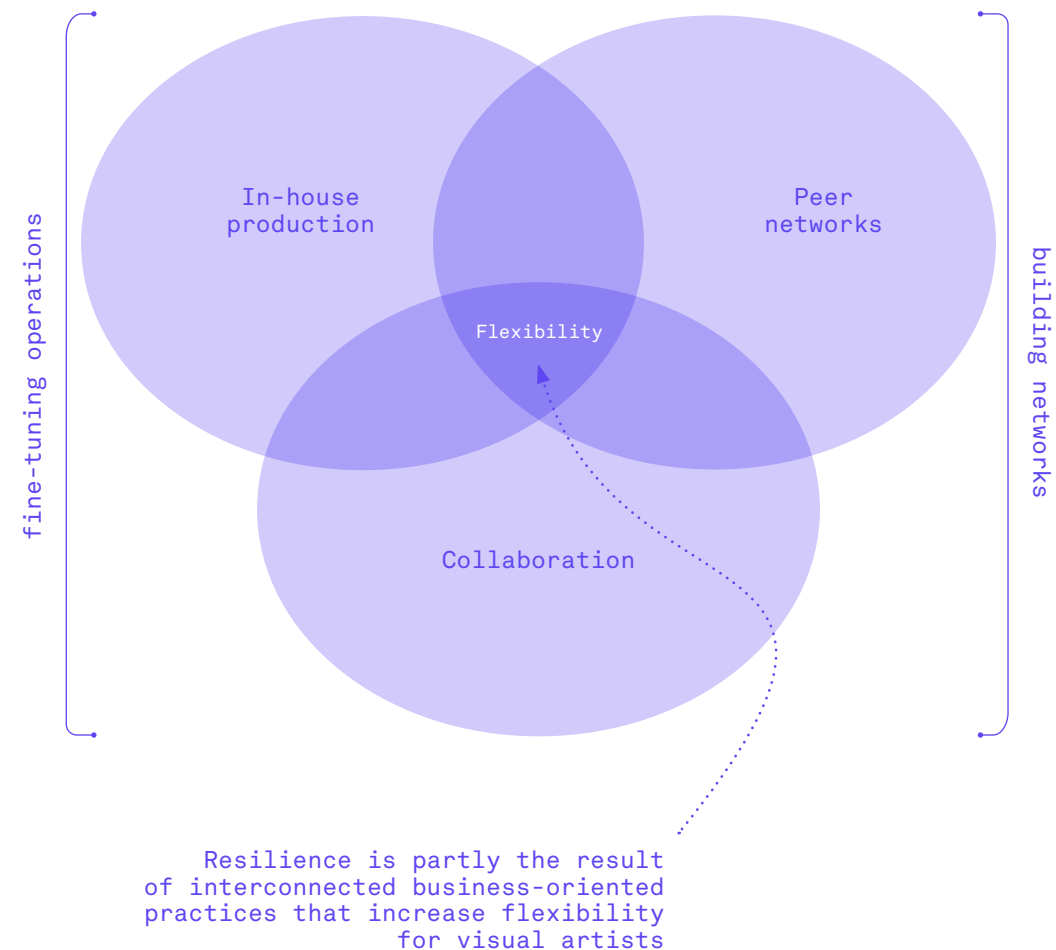 In-house
production
Peer
networks
fine-tuning operations
building networks
Flexibility
Collaboration
Resilience is partly the result
of interconnected business-oriented
practices that increase flexibility
for visual artists